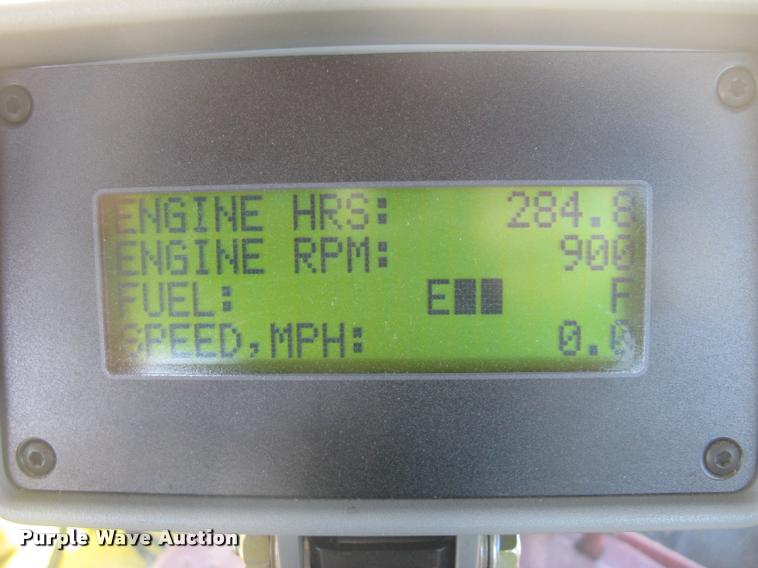 ENGINE HRS: 284.8
ENGINE RPM: 900
FUEL: E██ F
SPEED,MPH: 0.0
Purple Wave Auction